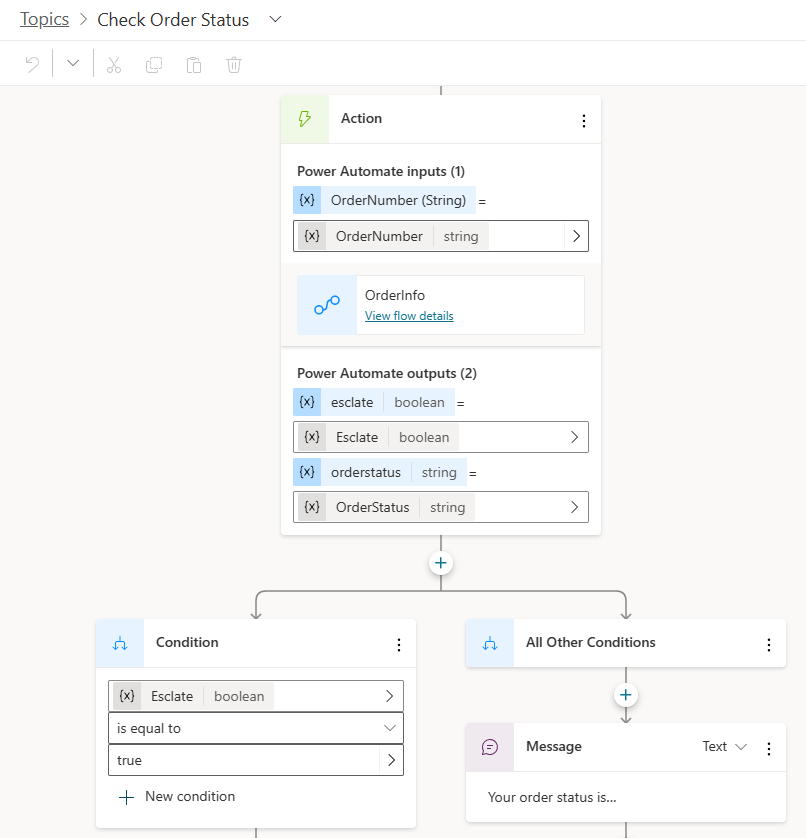 Topics > Check Order Status
Action
Power Automate inputs (1)
{x} OrderNumber (String) =
{x} OrderNumber string
OrderInfo
View flow details
Power Automate outputs (2)
{x} esclate boolean =
{x} Esclate boolean
{x} orderstatus string =
{x} OrderStatus string
Condition
{x} Esclate boolean
is equal to
true
New condition
All Other Conditions
Message Text
Your order status is...